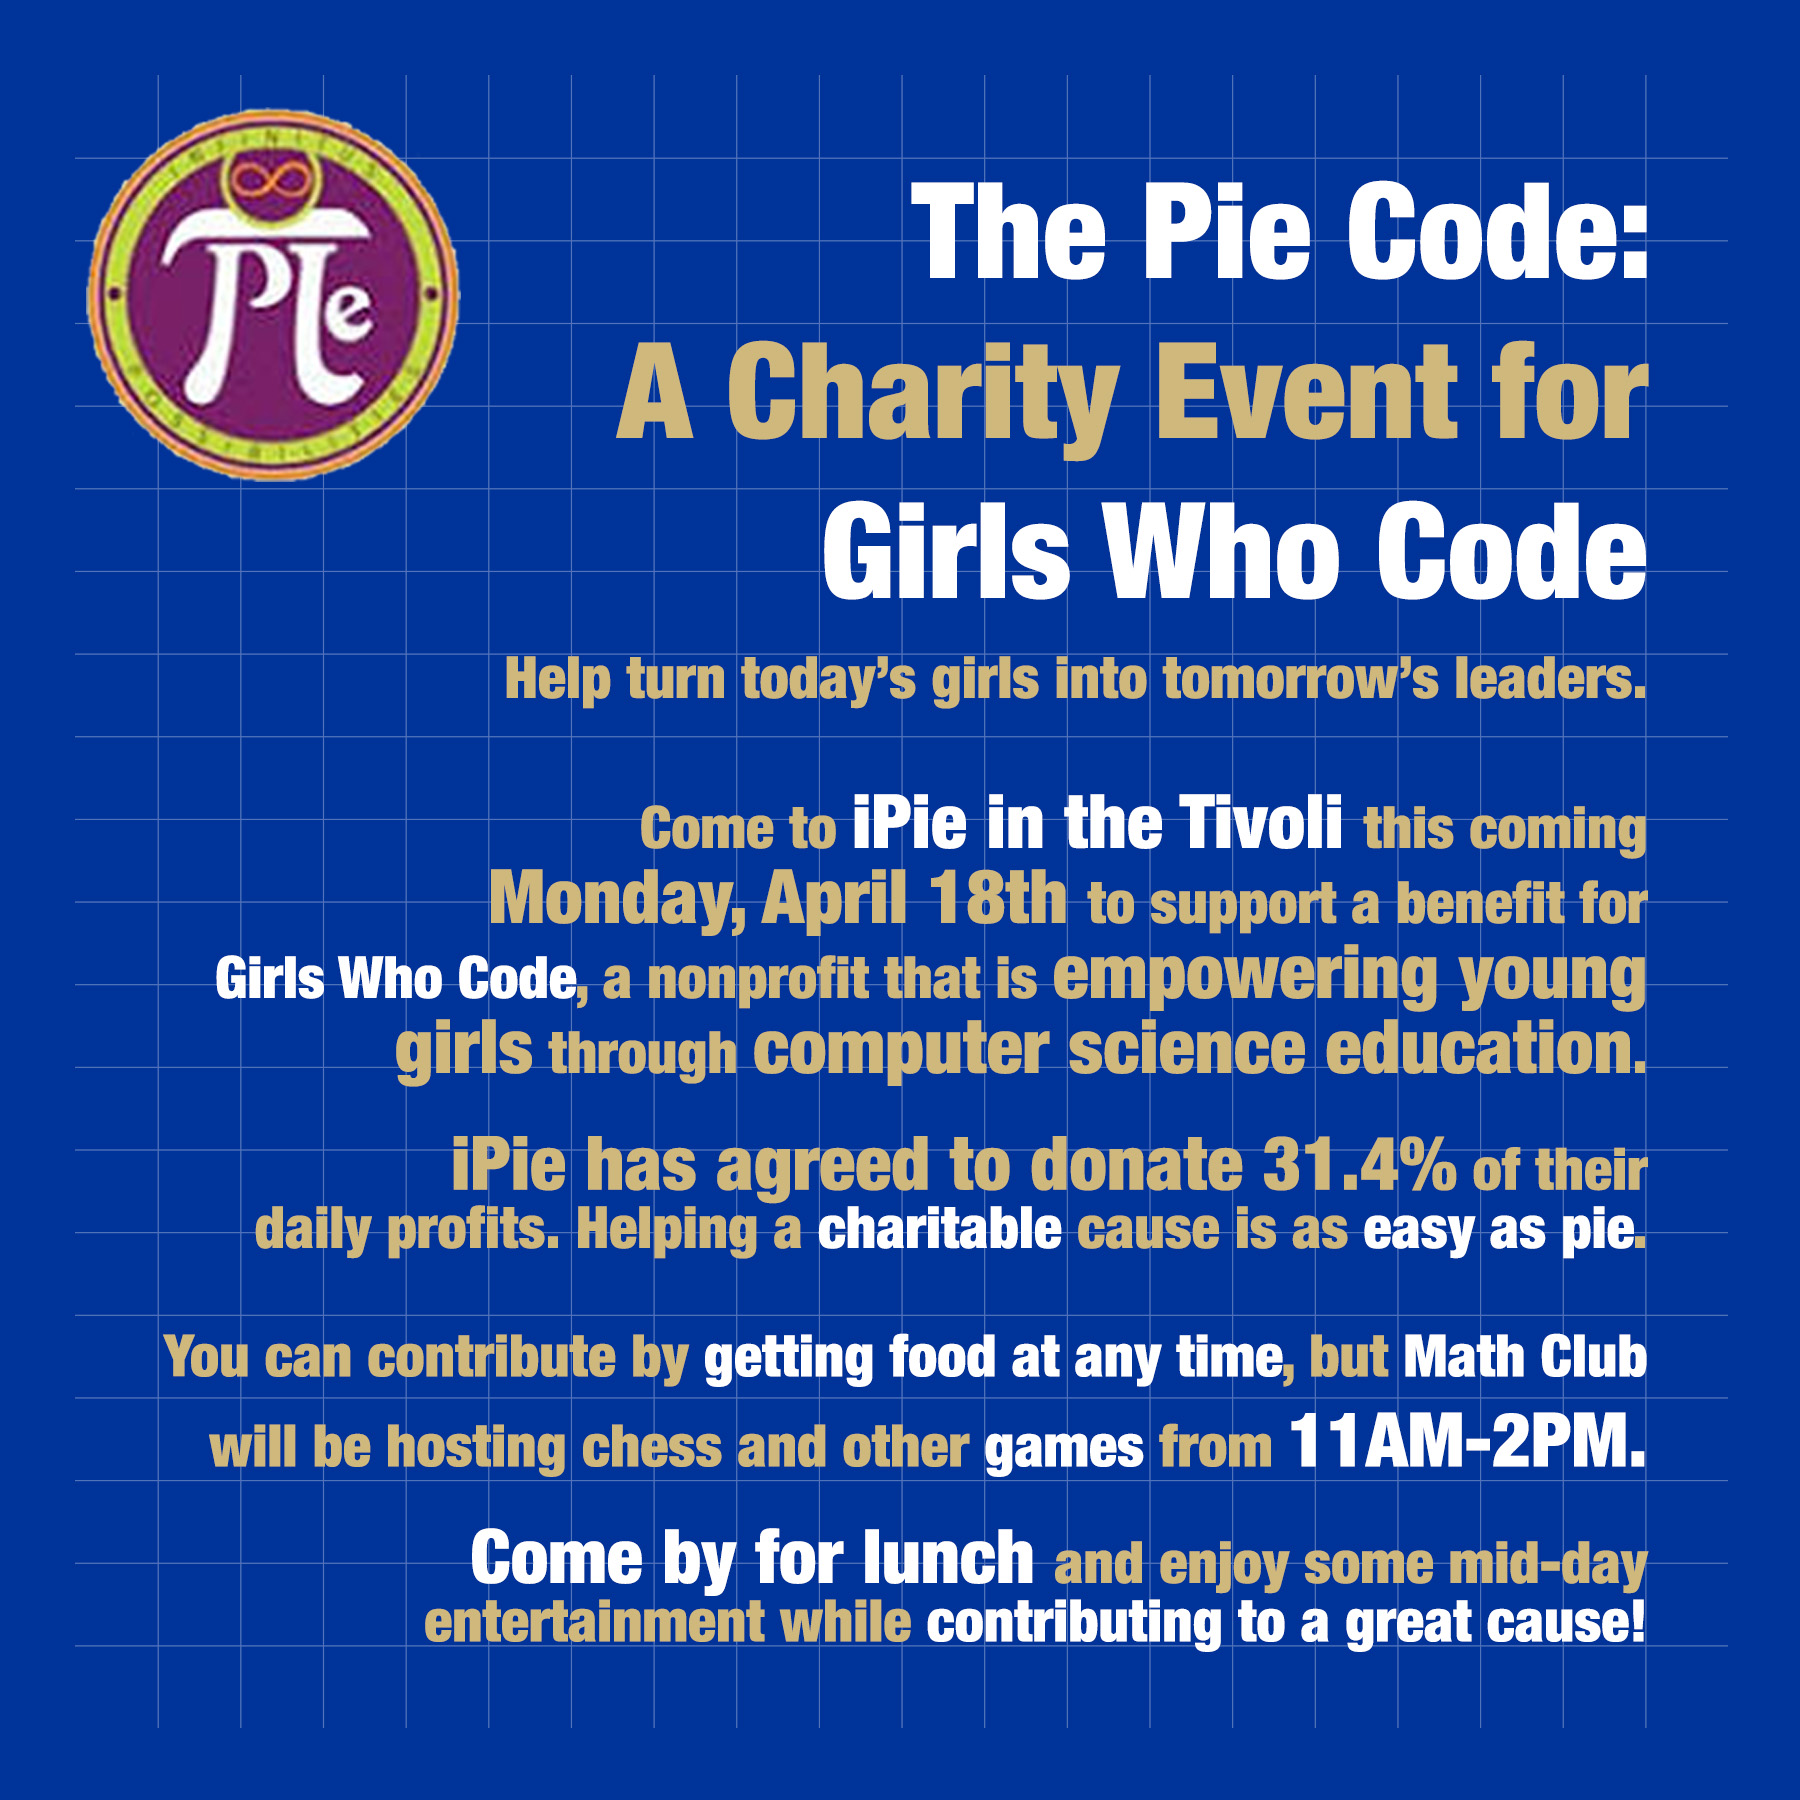 INFINITUS
PIe
POSSIBILITIES
The Pie Code:
A Charity Event for
Girls Who Code
Help turn today’s girls into tomorrow’s leaders.
Come to iPie in the Tivoli this coming
Monday, April 18th to support a benefit for
Girls Who Code, a nonprofit that is empowering young
girls through computer science education.
iPie has agreed to donate 31.4% of their
daily profits. Helping a charitable cause is as easy as pie.
You can contribute by getting food at any time, but Math Club
will be hosting chess and other games from 11AM-2PM.
Come by for lunch and enjoy some mid-day
entertainment while contributing to a great cause!